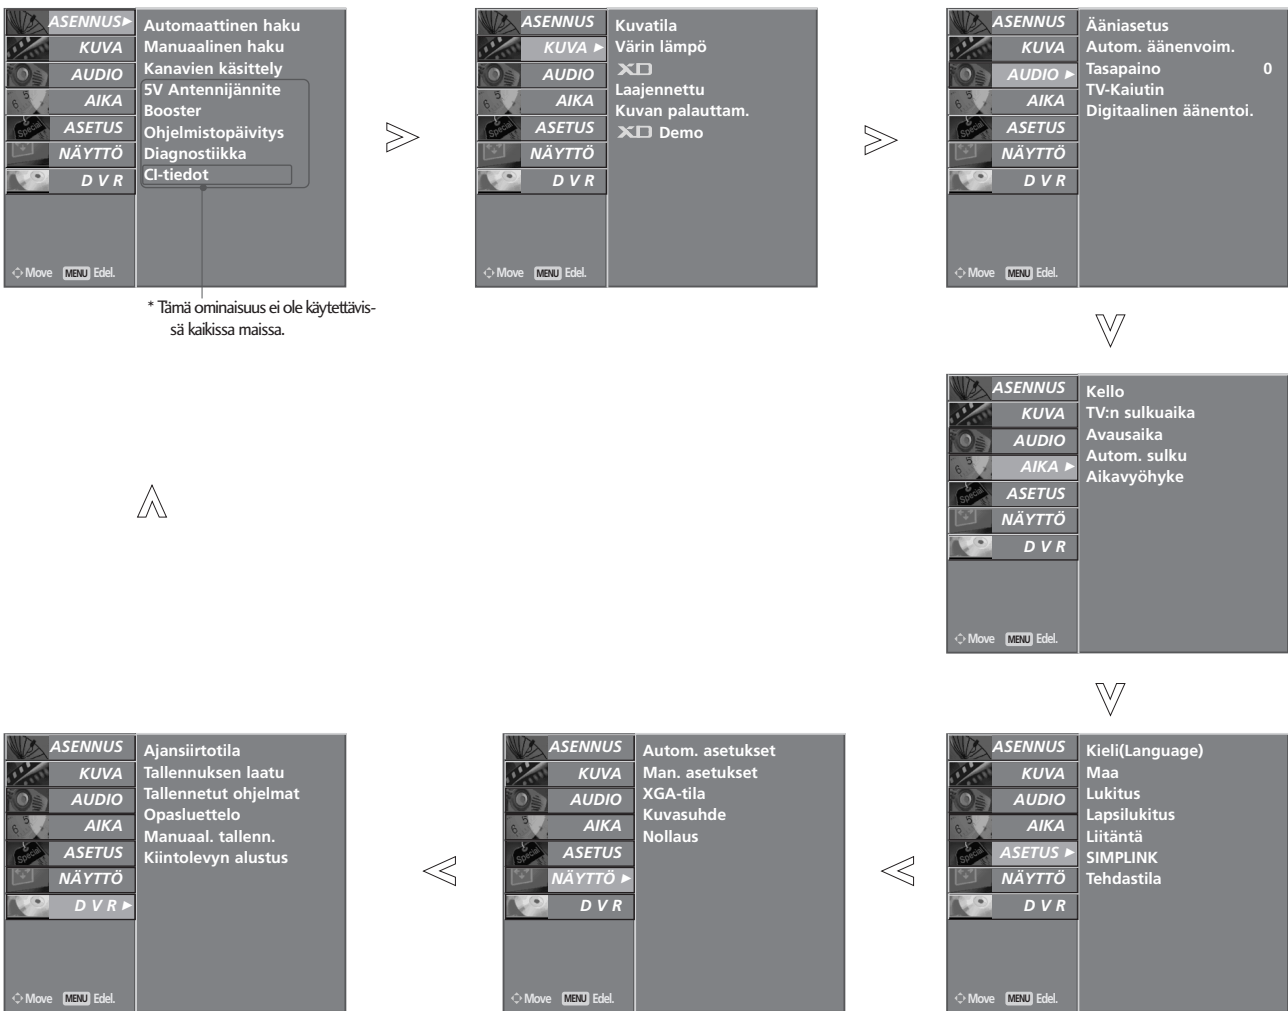 ASENNUS
KUVA
AUDIO
AIKA
ASETUS
NÄYTTÖ
D V R
Automaattinen haku
Manuaalinen haku
Kanavien käsittely
5V Antennijännite
Booster
Ohjelmistopäivitys
Diagnostiikka
CI-tiedot
Move MENU Edel.
* Tämä ominaisuus ei ole käytettävis-
sä kaikissa maissa.
ASENNUS
KUVA
AUDIO
AIKA
ASETUS
NÄYTTÖ
D V R
Kuvatila
Värin lämpö
XD
Laajennettu
Kuvan palauttam.
XD Demo
Move MENU Edel.
ASENNUS
KUVA
AUDIO
AIKA
ASETUS
NÄYTTÖ
D V R
Ääniasetus
Autom. äänenvoim.
Tasapaino 0
TV-Kaiutin
Digitaalinen äänentoi.
Move MENU Edel.
ASENNUS
KUVA
AUDIO
AIKA
ASETUS
NÄYTTÖ
D V R
Kello
TV:n sulkuaika
Avausaika
Autom. sulku
Aikavyöhyke
Move MENU Edel.
ASENNUS
KUVA
AUDIO
AIKA
ASETUS
NÄYTTÖ
D V R
Kieli(Language)
Maa
Lukitus
Lapsilukitus
Liitäntä
SIMPLINK
Tehdastila
Move MENU Edel.
ASENNUS
KUVA
AUDIO
AIKA
ASETUS
NÄYTTÖ
D V R
Autom. asetukset
Man. asetukset
XGA-tila
Kuvasuhde
Nollaus
Move MENU Edel.
ASENNUS
KUVA
AUDIO
AIKA
ASETUS
NÄYTTÖ
D V R
Ajansiirtotila
Tallennuksen laatu
Tallennetut ohjelmat
Opasluettelo
Manuaal. tallenn.
Kiintolevyn alustus
Move MENU Edel.